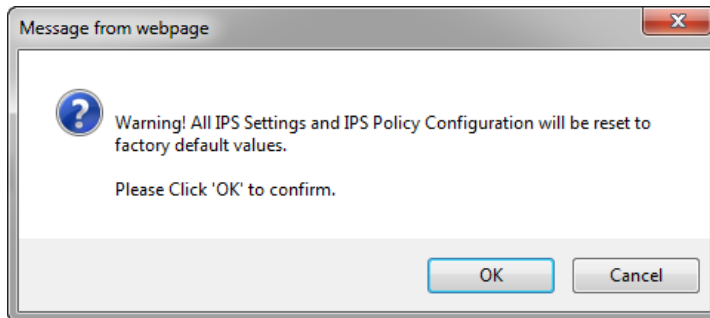 Message from webpage
Warning! All IPS Settings and IPS Policy Configuration will be reset to
factory default values.
Please Click 'OK' to confirm.
OK
Cancel